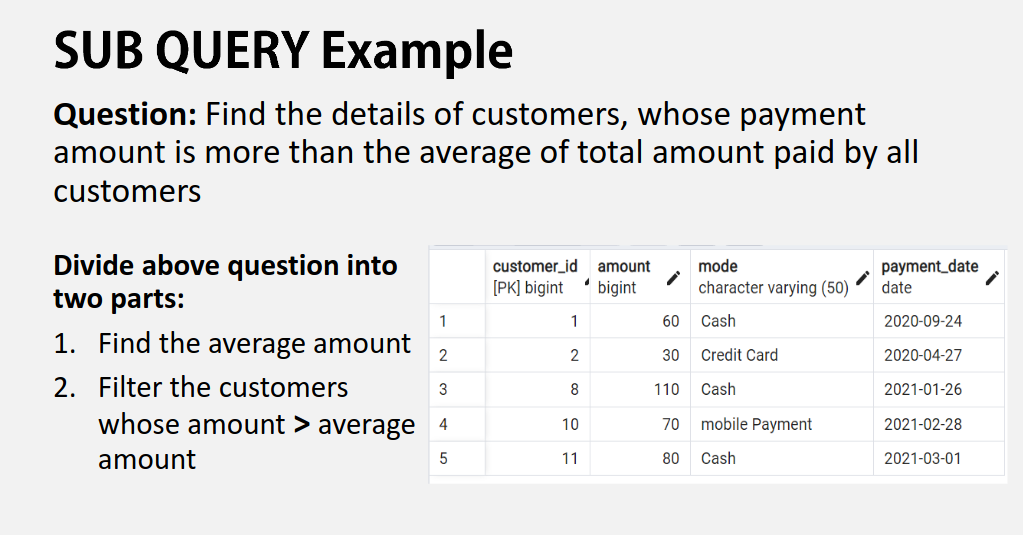 SUB QUERY Example
Question: Find the details of customers, whose payment
amount is more than the average of total amount paid by all
customers
Divide above question into
two parts:
1. Find the average amount
2. Filter the customers
whose amount > average
amount
customer_id amount mode payment_date
[PK] bigint bigint character varying (50) date
1 1 60 Cash 2020-09-24
2 2 30 Credit Card 2020-04-27
3 8 110 Cash 2021-01-26
4 10 70 mobile Payment 2021-02-28
5 11 80 Cash 2021-03-01